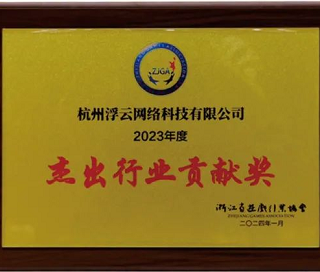 ZJGA
杭州浮云网络科技有限公司
2023年度
杰出行业贡献奖
浙江省游戏行业协会
ZHEJIANG GAMES ASSOCIATION
二〇二四年一月